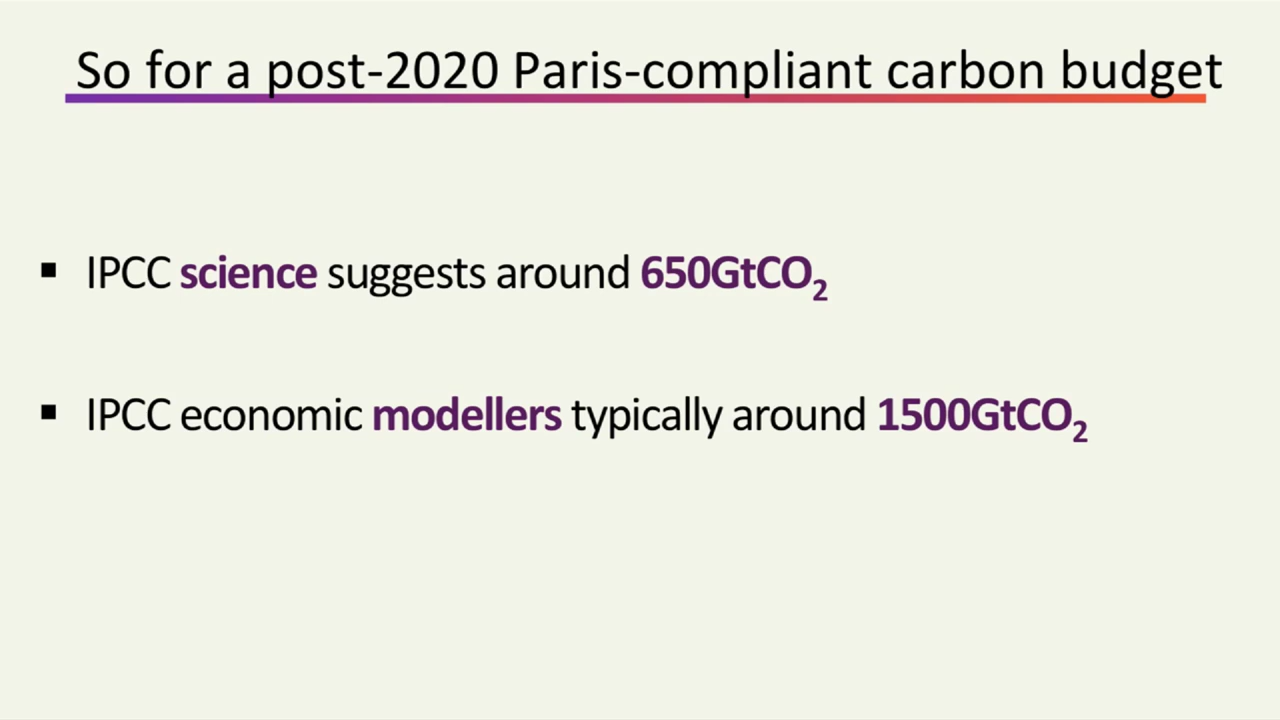 So for a post-2020 Paris-compliant carbon budget
▪ IPCC science suggests around 650GtCO₂
▪ IPCC economic modellers typically around 1500GtCO₂